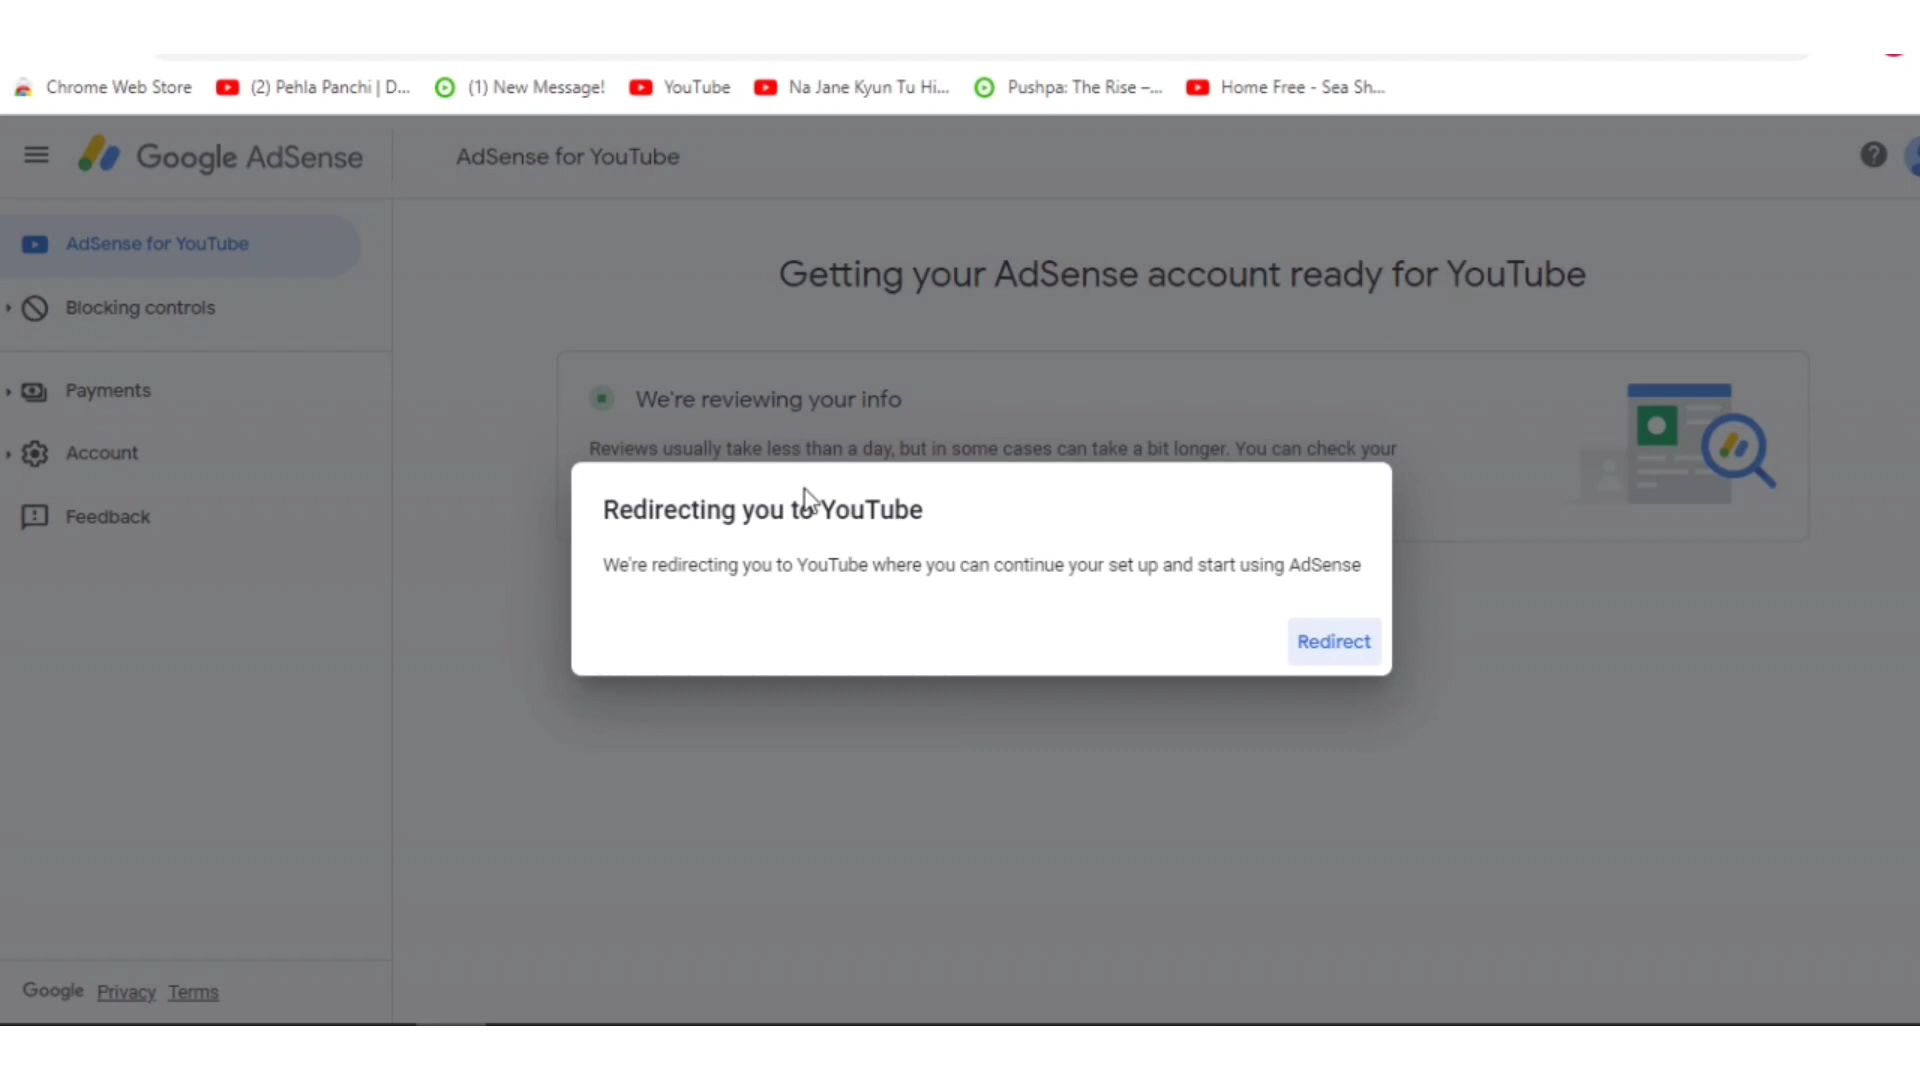 Chrome Web Store (2) Pehla Panchi | D... (1) New Message! YouTube Na Jane Kyun Tu Hi... Pushpa: The Rise –... Home Free - Sea Sh...
Google AdSense
AdSense for YouTube
AdSense for YouTube
Blocking controls
Payments
Account
Feedback
Getting your AdSense account ready for YouTube
We're reviewing your info
Reviews usually take less than a day, but in some cases can take a bit longer. You can check your
Redirecting you to YouTube
We're redirecting you to YouTube where you can continue your set up and start using AdSense
Redirect
Google Privacy Terms